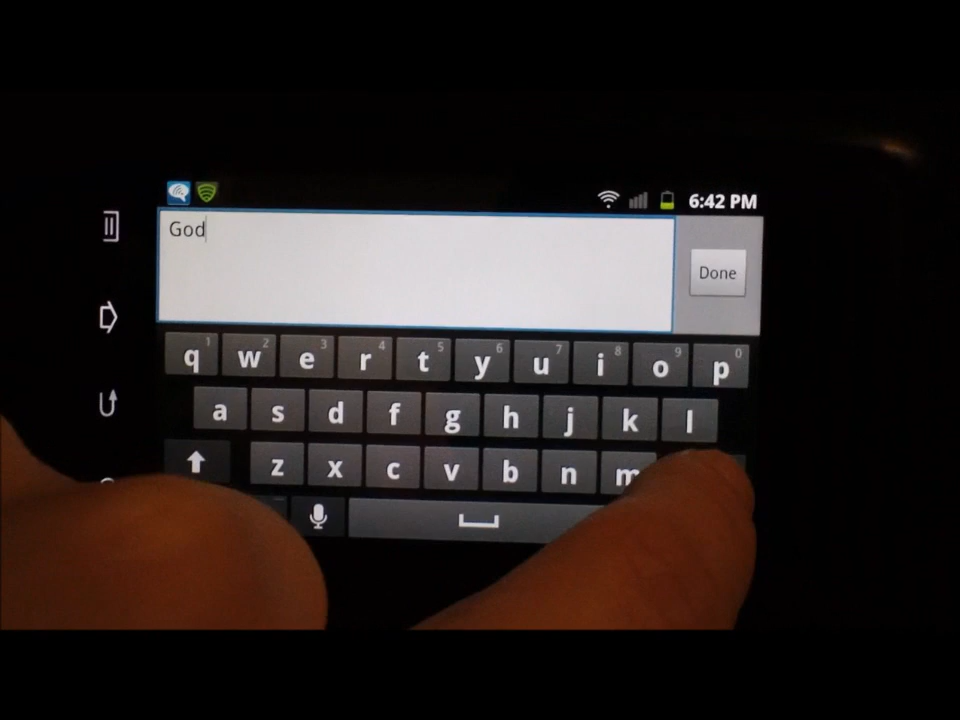 6:42 PM
God
Done
1 2 3 4 5 6 7 8 9 0
q w e r t y u i o p
a s d f g h j k l
z x c v b n m